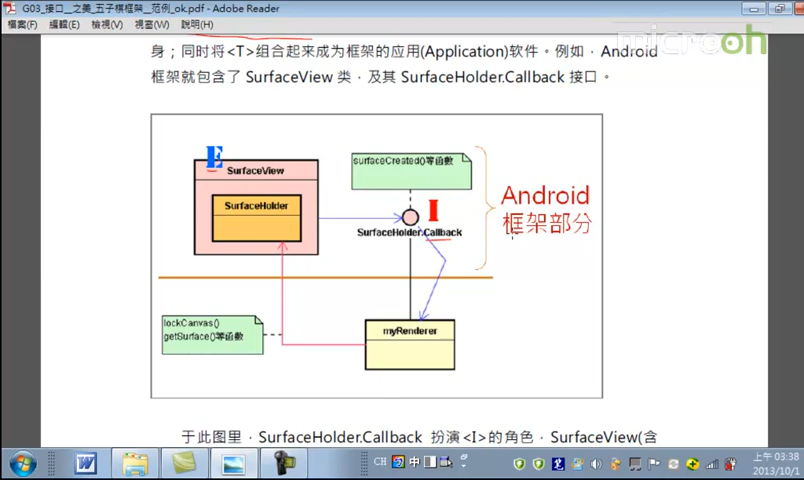 G03_接口__之美_五子棋框架__范例_ok.pdf - Adobe Reader
檔案(F) 編輯(E) 檢視(V) 視窗(W) 說明(H)
microoh
身；同时将<T>组合起来成为框架的应用(Application)软件。例如，Android
框架就包含了 SurfaceView 类，及其 SurfaceHolder.Callback 接口。
E
SurfaceView
SurfaceHolder
surfaceCreated()等函數
I
SurfaceHolder.Callback
Android
框架部分
lockCanvas()
getSurface()等函數
myRenderer
于此图里，SurfaceHolder.Callback 扮演<I>的角色，SurfaceView(含
CH 中
上午 03:38
2013/10/1